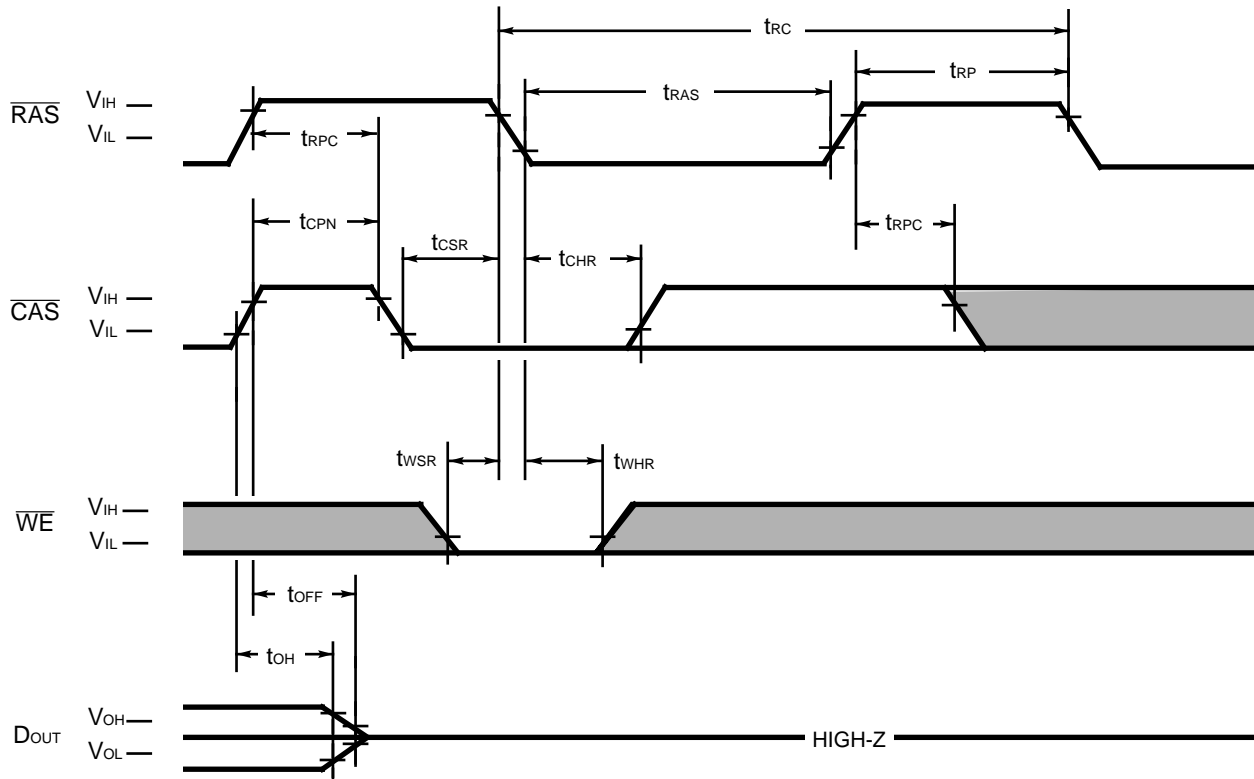 tRC
tRP
tRAS
RAS
VIH
VIL
tRPC
tCPN
tCSR
tCHR
tRPC
CAS
VIH
VIL
tWSR
tWHR
WE
VIH
VIL
tOFF
tOH
DOUT
VOH
VOL
HIGH-Z